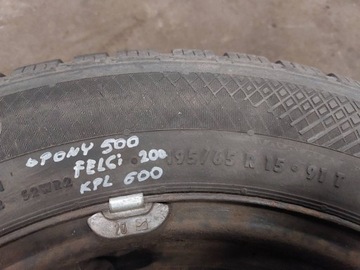 OPONY 500
FELGi 200
KPL 600
195/65 R 15 · 91 T